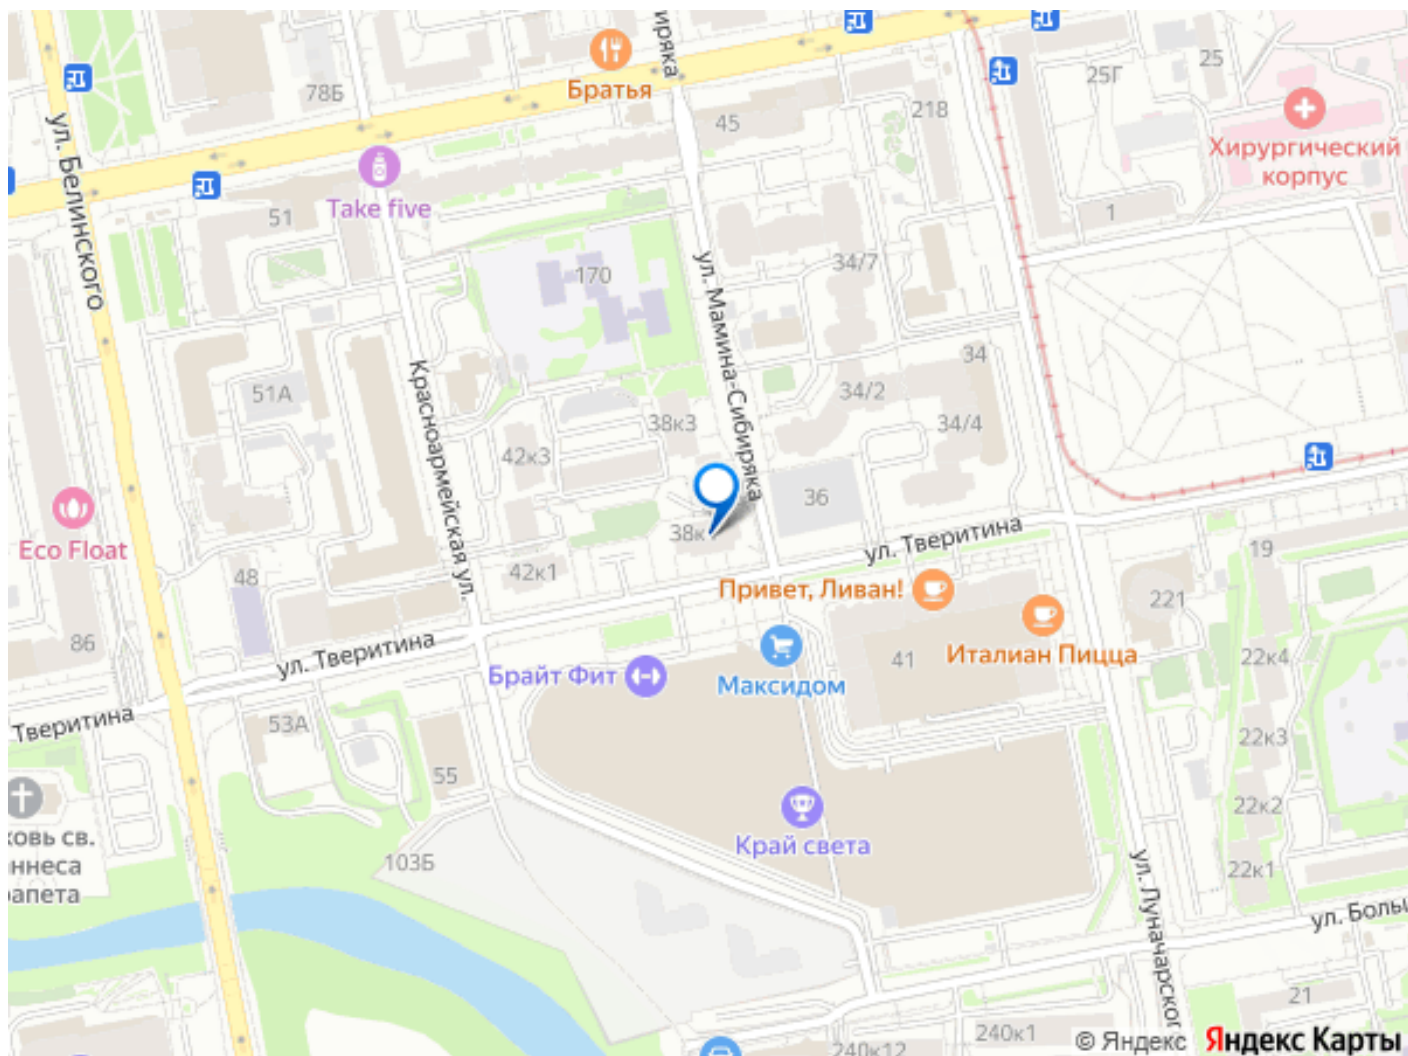 иряка
25
25Г
78Б
Братья
45
218
ул. Белинского
Хирургический
корпус
Take five
51
1
170
34/7
ул. Мамина-Сибиряка
34
51А
34/2
Красноармейская ул.
38к3
34/4
42к3
36
38к
Eco Float
ул. Тверитина
19
48
42к1
Привет, Ливан!
221
86
ул. Тверитина
Брайт Фит
41
Италиан Пицца
22к4
Максидом
Тверитина
53А
22к3
55
22к2
ковь св.
ннеса
рапета
Край света
103Б
22к1
ул. Луначарског
ул. Больш
21
240к1
240к12
© Яндекс
Яндекс Карты